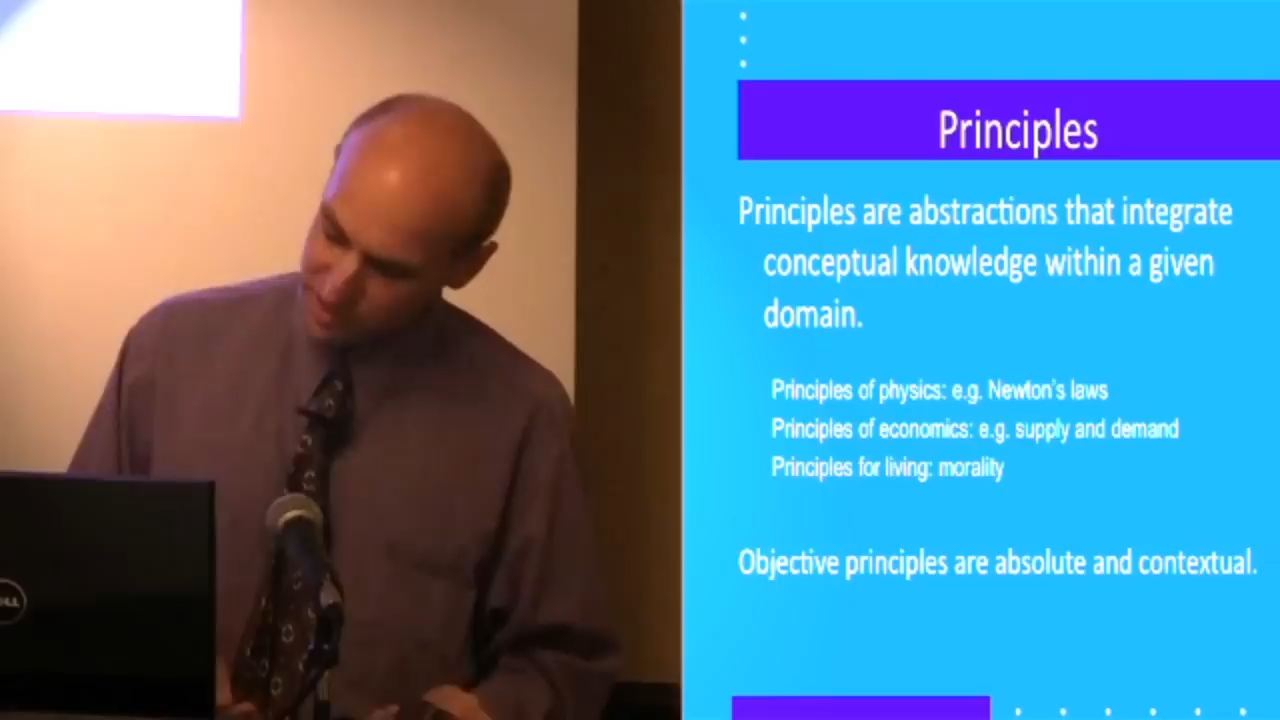 Principles
Principles are abstractions that integrate
conceptual knowledge within a given
domain.
Principles of physics: e.g. Newton's laws
Principles of economics: e.g. supply and demand
Principles for living: morality
Objective principles are absolute and contextual.